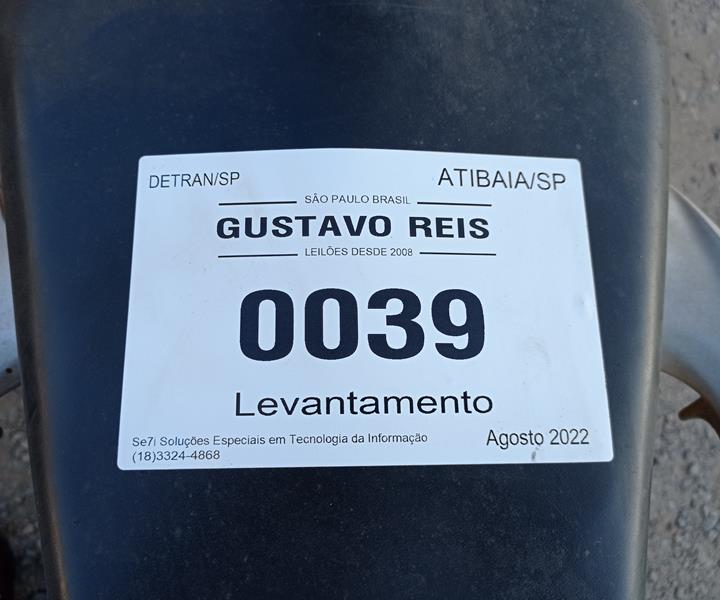 DETRAN/SP ATIBAIA/SP
SÃO PAULO BRASIL
GUSTAVO REIS
LEILÕES DESDE 2008
0039
Levantamento
Se7i Soluções Especiais em Tecnologia da Informação Agosto 2022
(18)3324-4868